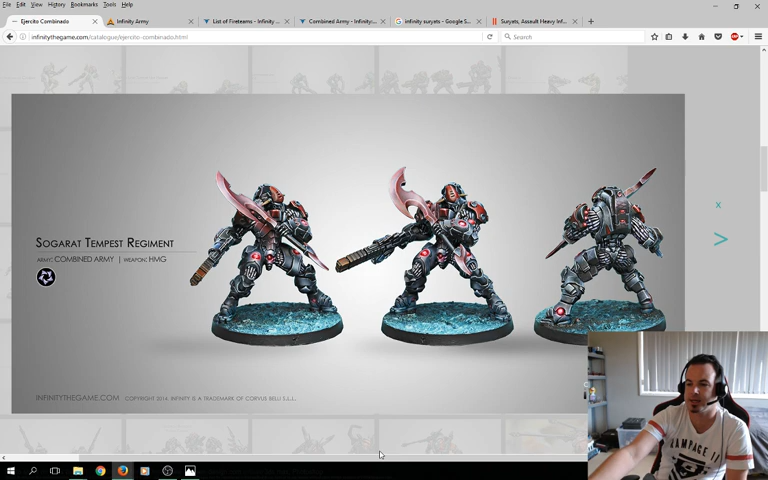 File Edit View History Bookmarks Tools Help
Ejercito Combinado
Infinity Army
List of Fireteams - Infinity ...
Combined Army - Infinity:...
infinity suryats - Google S...
Suryats, Assault Heavy Inf...
infinitythegame.com/catalogue/ejercito-combinado.html
Search
SOGARAT TEMPEST REGIMENT
ARMY: COMBINED ARMY | WEAPON: HMG
x
>
INFINITYTHEGAME.COM COPYRIGHT 2014. INFINITY IS A TRADEMARK OF CORVUS BELLI S.L.L.
RAMPAGE II